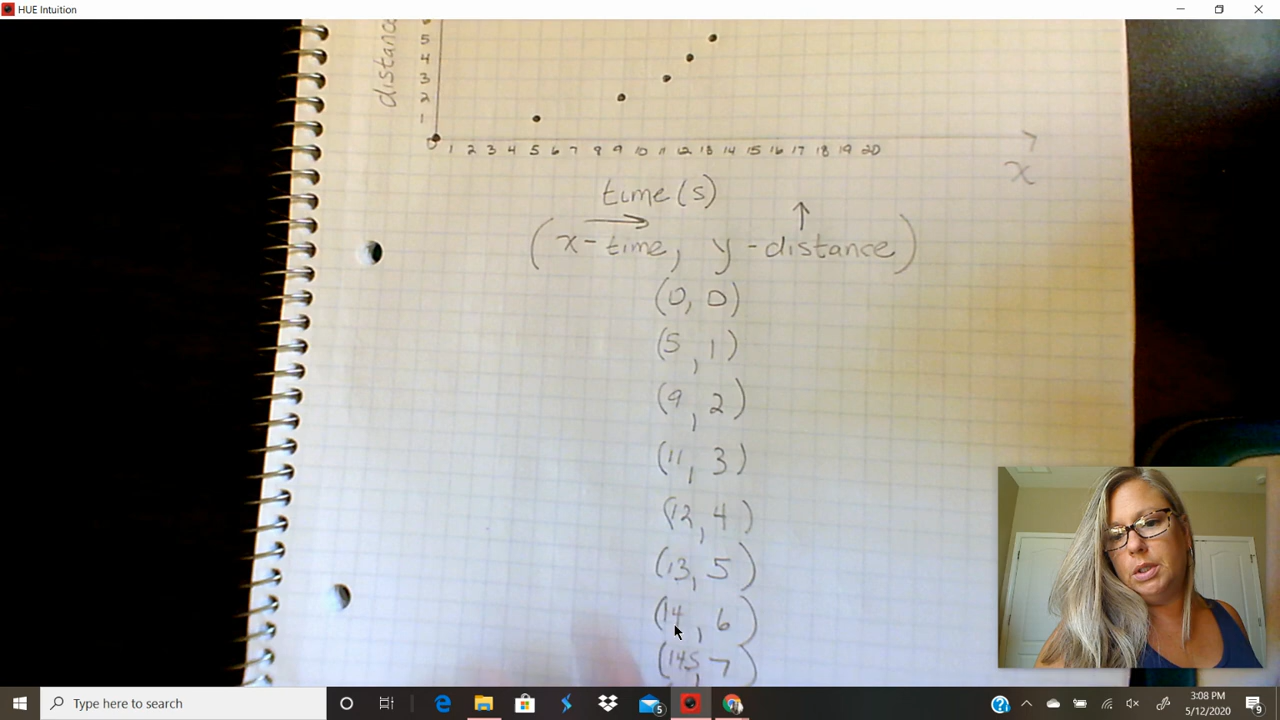 HUE Intuition
distanc
5
4
3
2
1
0 1 2 3 4 5 6 7 8 9 10 11 12 13 14 15 16 17 18 19 20
x
time (s)
(x-time, y-distance)
(0, 0)
(5, 1)
(9, 2)
(11, 3)
(12, 4)
(13, 5)
(14, 6)
(14.5, 7)
Type here to search
5
3:08 PM
5/12/2020
9